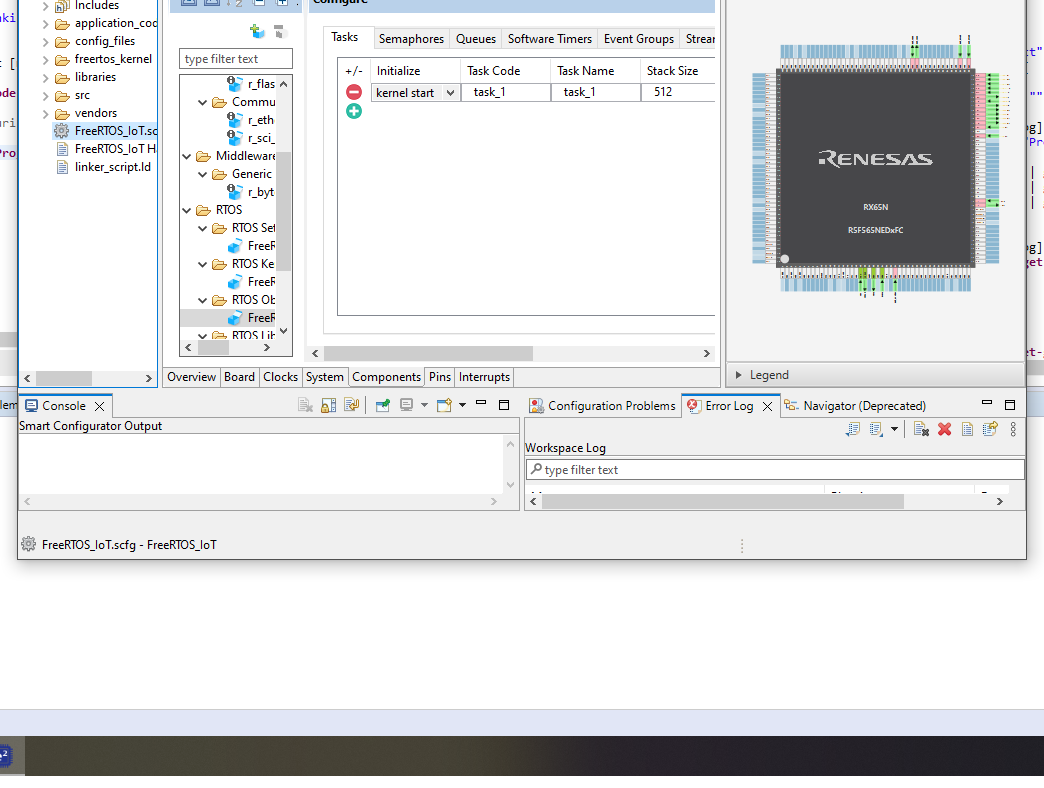 Includes
application_coc
config_files
freertos_kernel
libraries
src
vendors
FreeRTOS_IoT.sc
FreeRTOS_IoT H
linker_script.ld
type filter text
r_flas
Commu
r_eth
r_sci_
Middleware
Generic
r_byt
RTOS
RTOS Set
FreeR
RTOS Ke
FreeR
RTOS Ob
FreeR
RTOS Lil
Configure
Tasks Semaphores Queues Software Timers Event Groups Strear
+/- Initialize Task Code Task Name Stack Size
kernel start task_1 task_1 512
RENESAS
RX65N
R5F565NEDxFC
Legend
Overview Board Clocks System Components Pins Interrupts
Console
Smart Configurator Output
Configuration Problems Error Log Navigator (Deprecated)
Workspace Log
type filter text
FreeRTOS_IoT.scfg - FreeRTOS_IoT